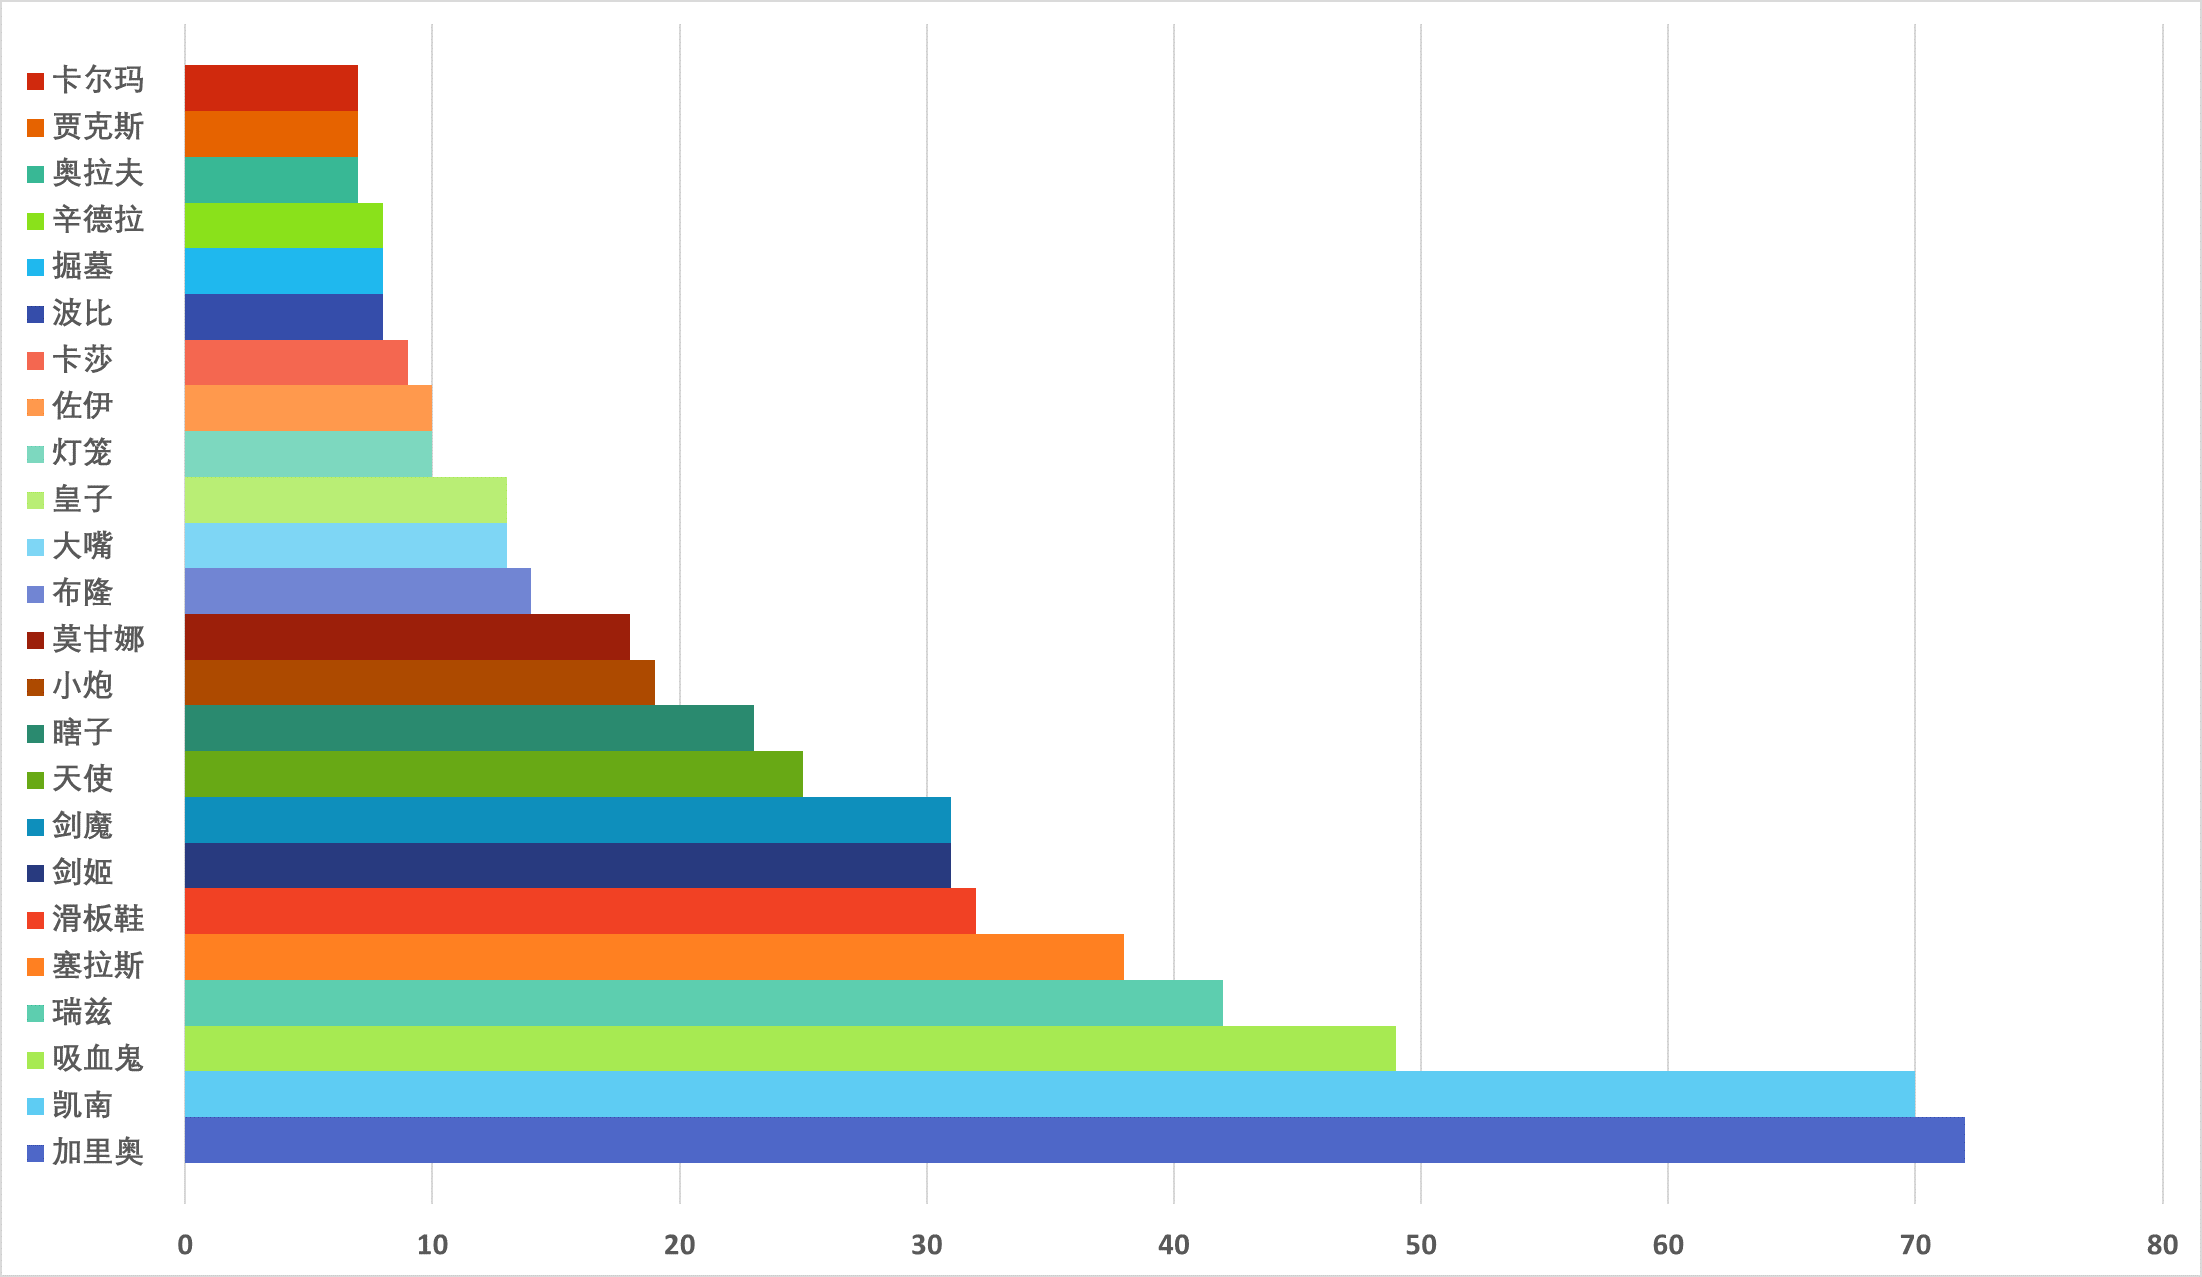 卡尔玛
贾克斯
奥拉夫
辛德拉
掘墓
波比
卡莎
佐伊
灯笼
皇子
大嘴
布隆
莫甘娜
小炮
瞎子
天使
剑魔
剑姬
滑板鞋
塞拉斯
瑞兹
吸血鬼
凯南
加里奥
0 10 20 30 40 50 60 70 80